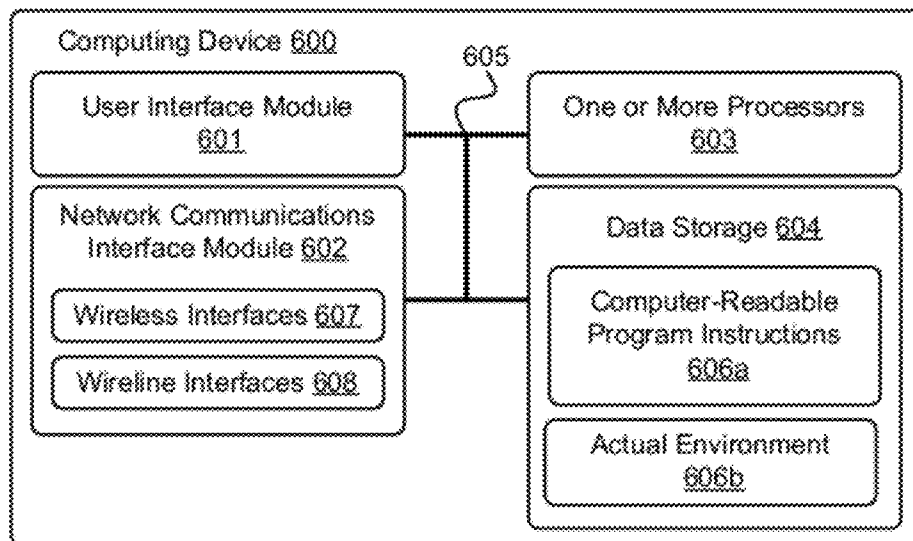 Computing Device 600
605
User Interface Module
601
One or More Processors
603
Network Communications
Interface Module 602
Wireless Interfaces 607
Wireline Interfaces 608
Data Storage 604
Computer-Readable
Program Instructions
606a
Actual Environment
606b